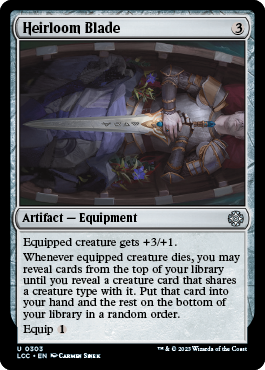 Heirloom Blade 3
Artifact — Equipment
Equipped creature gets +3/+1.
Whenever equipped creature dies, you may
reveal cards from the top of your library
until you reveal a creature card that shares
a creature type with it. Put that card into
your hand and the rest on the bottom of
your library in a random order.
Equip 1
U 0303
LCC • EN Carmen Sinek ™ & © 2023 Wizards of the Coast